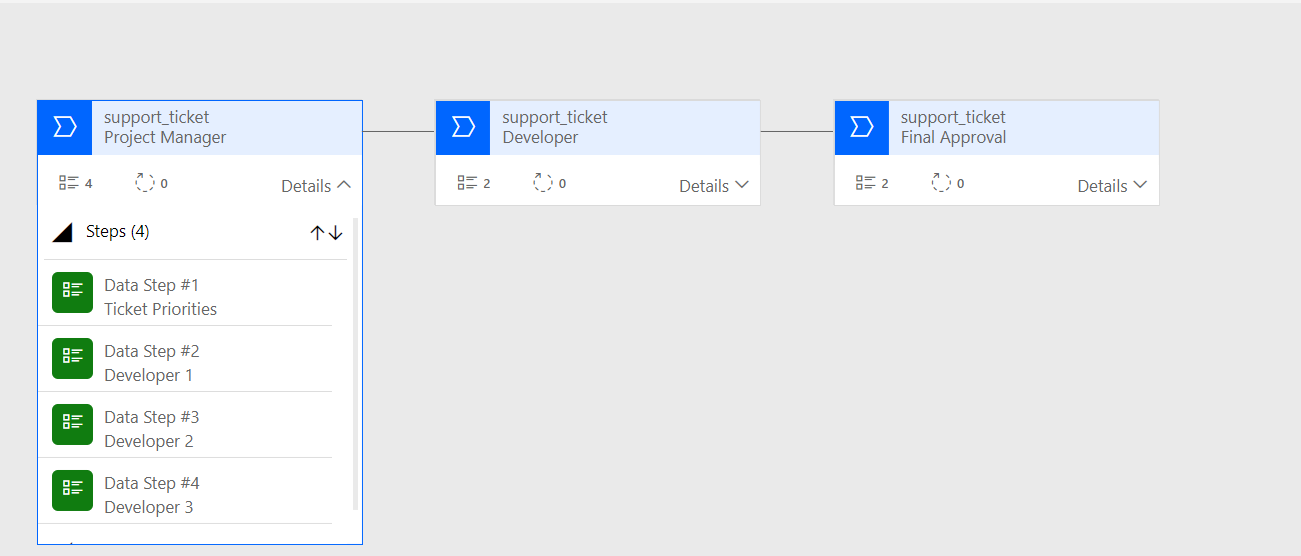 support_ticket
Project Manager
4 0 Details
Steps (4)
Data Step #1
Ticket Priorities
Data Step #2
Developer 1
Data Step #3
Developer 2
Data Step #4
Developer 3
support_ticket
Developer
2 0 Details
support_ticket
Final Approval
2 0 Details